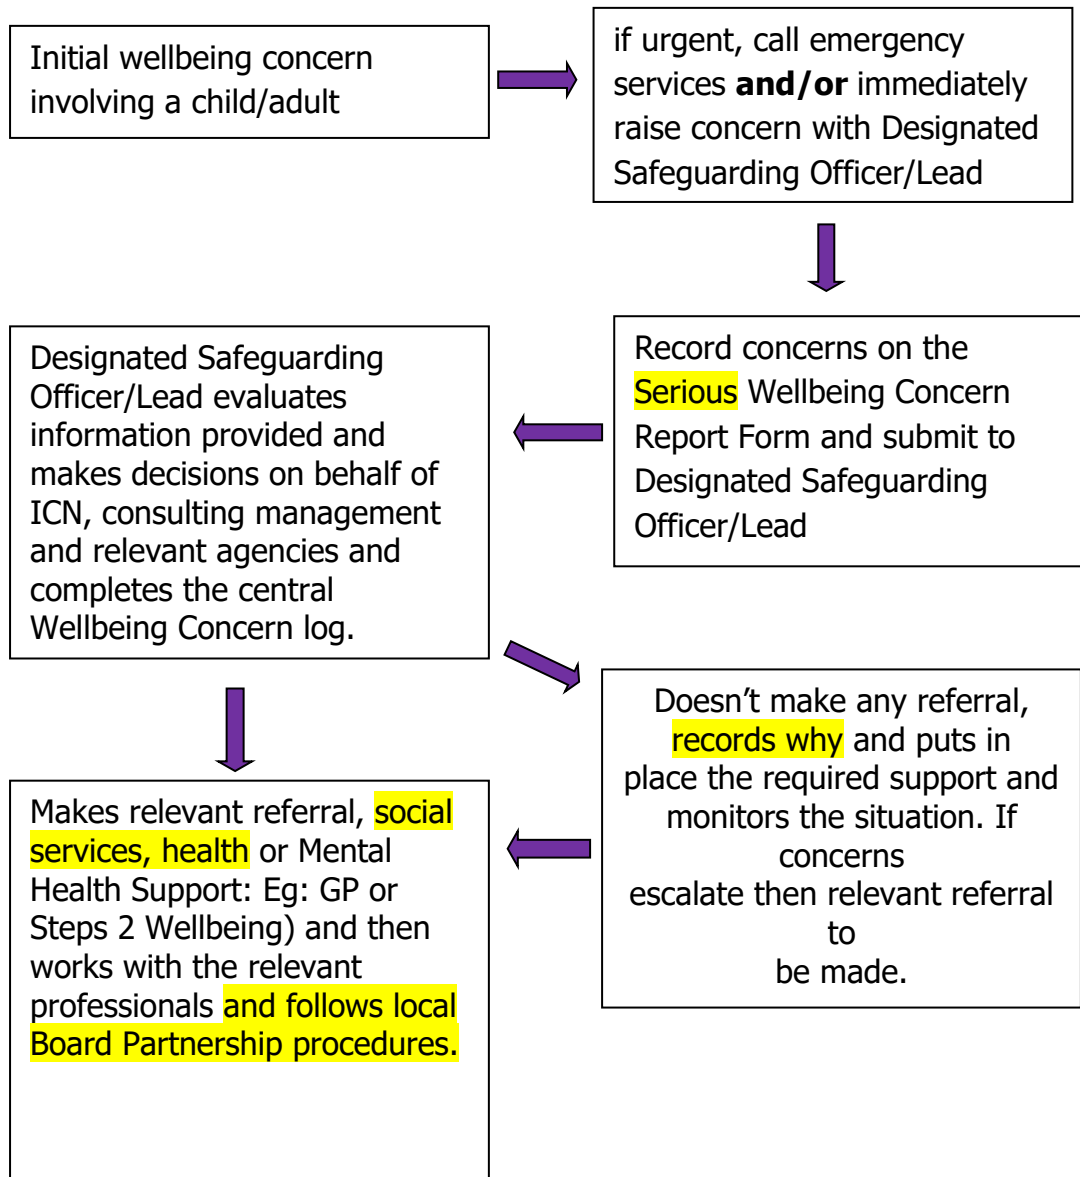 Initial wellbeing concern
involving a child/adult
if urgent, call emergency
services and/or immediately
raise concern with Designated
Safeguarding Officer/Lead
Record concerns on the
Serious Wellbeing Concern
Report Form and submit to
Designated Safeguarding
Officer/Lead
Designated Safeguarding
Officer/Lead evaluates
information provided and
makes decisions on behalf of
ICN, consulting management
and relevant agencies and
completes the central
Wellbeing Concern log.
Doesn’t make any referral,
records why and puts in
place the required support and
monitors the situation. If
concerns
escalate then relevant referral
to
be made.
Makes relevant referral, social
services, health or Mental
Health Support: Eg: GP or
Steps 2 Wellbeing) and then
works with the relevant
professionals and follows local
Board Partnership procedures.